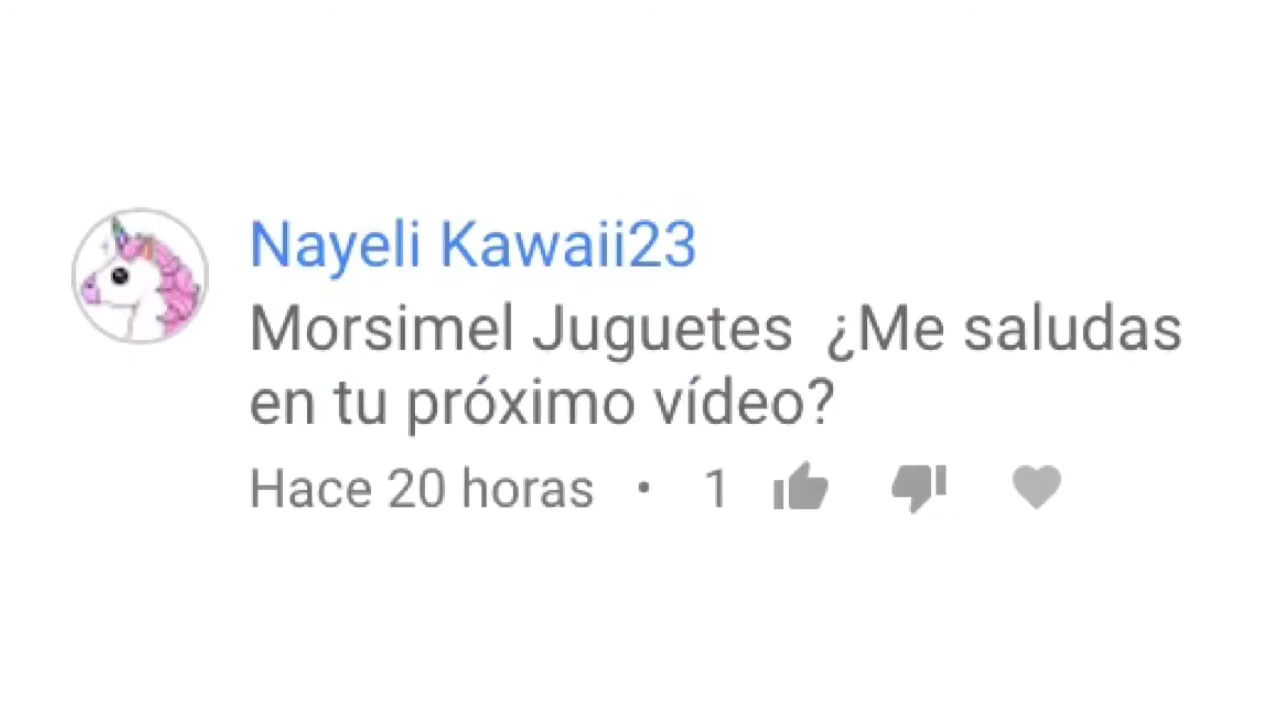 Nayeli Kawaii23
Morsimel Juguetes ¿Me saludas
en tu próximo vídeo?
Hace 20 horas • 1